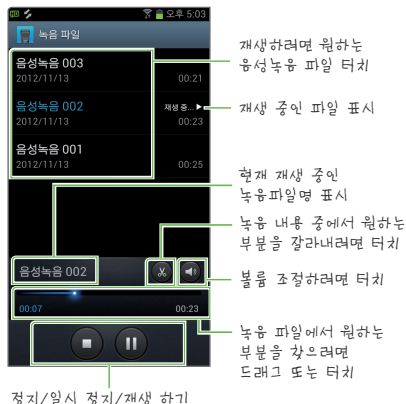 오후 5:03
녹음 파일
음성녹음 003
2012/11/13 00:21
음성녹음 002 재생 중... ▶
2012/11/13 00:23
음성녹음 001
2012/11/13 00:25
음성녹음 002
00:07 00:23
재생하려면 원하는
음성녹음 파일 터치
재생 중인 파일 표시
현재 재생 중인
녹음파일명 표시
녹음 내용 중에서 원하는
부분을 잘라내려면 터치
볼륨 조절하려면 터치
녹음 파일에서 원하는
부분을 찾으려면
드래그 또는 터치
정지/일시 정지/재생 하기